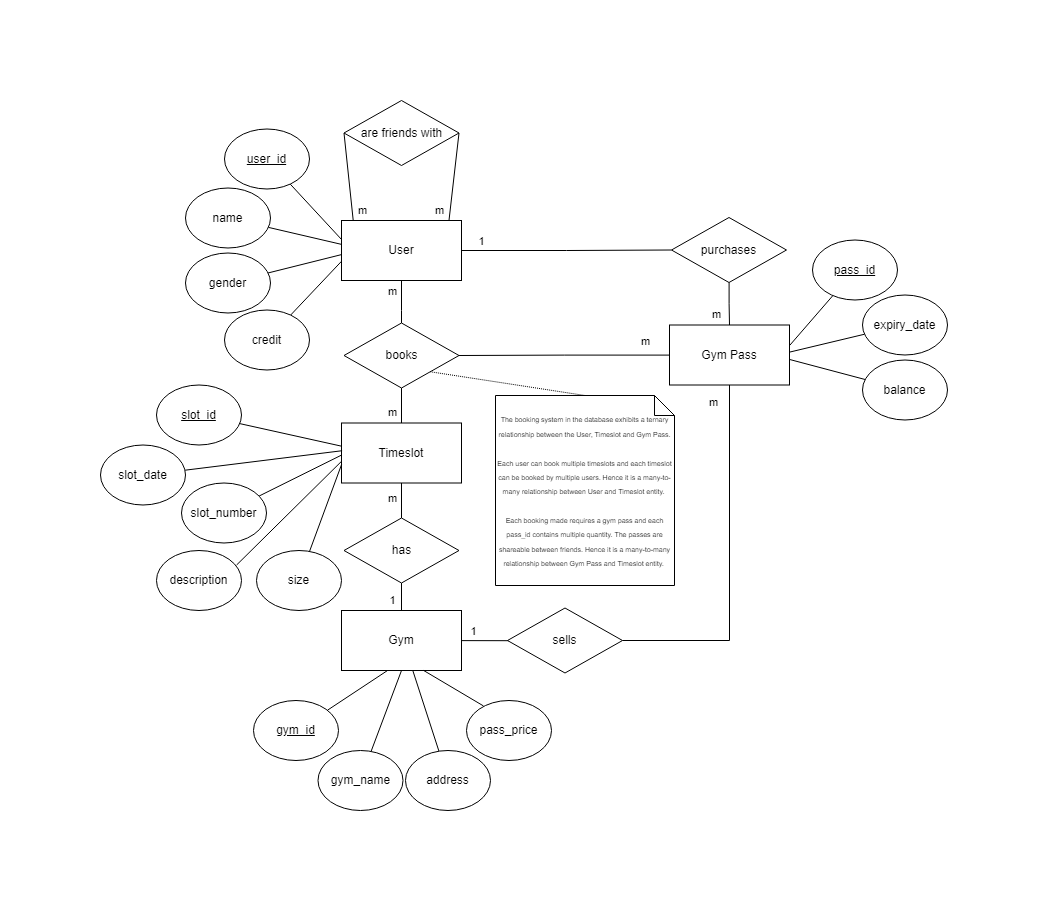 are friends with
user_id
name
m
m
User
1
purchases
gender
pass_id
credit
m
m
expiry_date
books
m
Gym Pass
balance
slot_id
m
m
Timeslot
slot_date
slot_number
m
description
size
has
1
Gym
1
sells
The booking system in the database exhibits a ternary
relationship between the User, Timeslot and Gym Pass.
Each user can book multiple timeslots and each timeslot
can be booked by multiple users. Hence it is a many-to-
many relationship between User and Timeslot entity.
Each booking made requires a gym pass and each
pass_id contains multiple quantity. The passes are
shareable between friends. Hence it is a many-to-many
relationship between Gym Pass and Timeslot entity.
gym_id
pass_price
gym_name
address